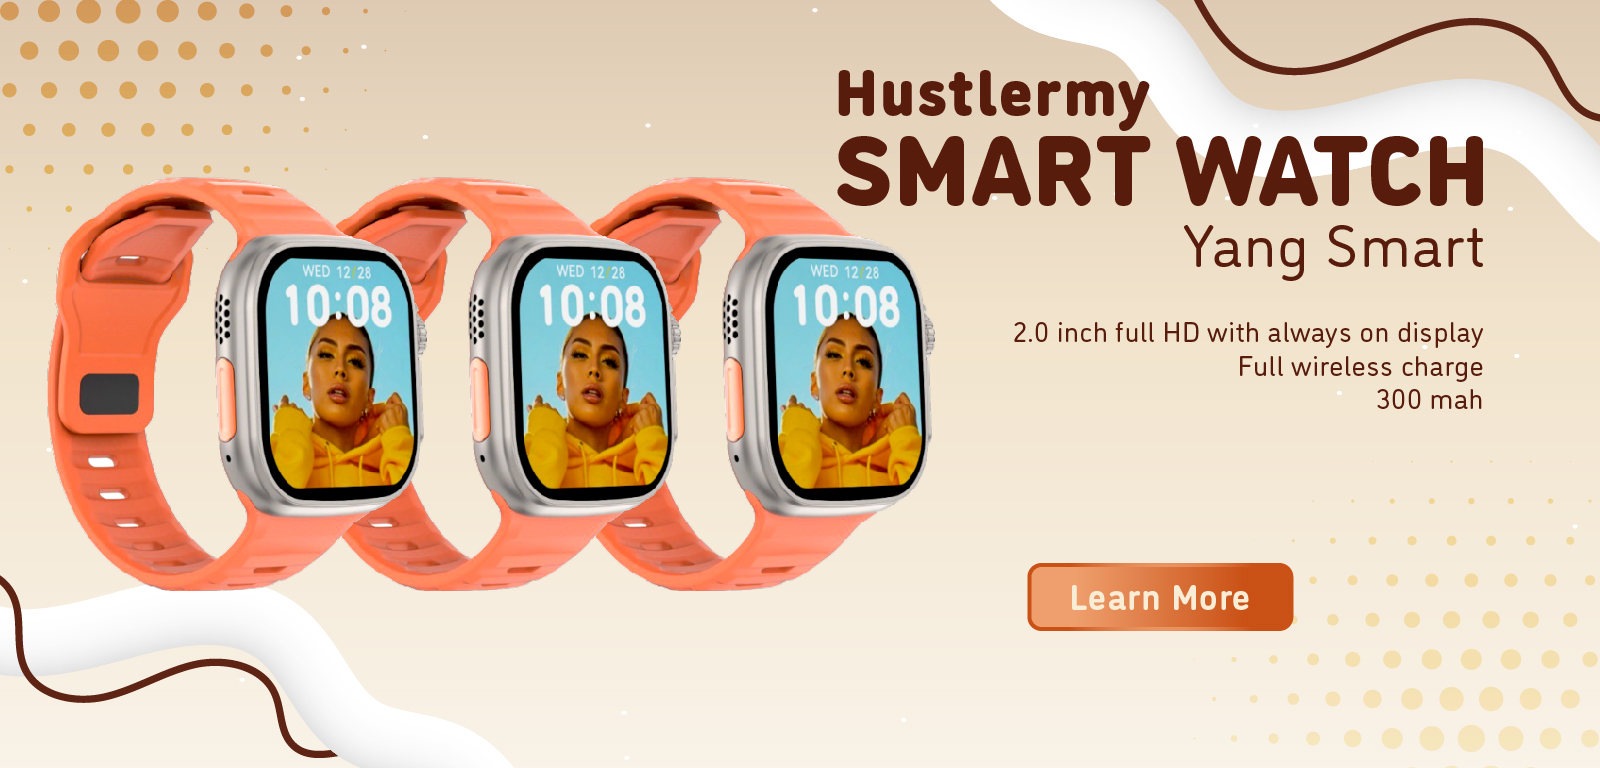 Hustlermy
SMART WATCH
Yang Smart
2.0 inch full HD with always on display
Full wireless charge
300 mah
Learn More
WED 12 28
10:08
WED 12 28
10:08
WED 12 28
10:08